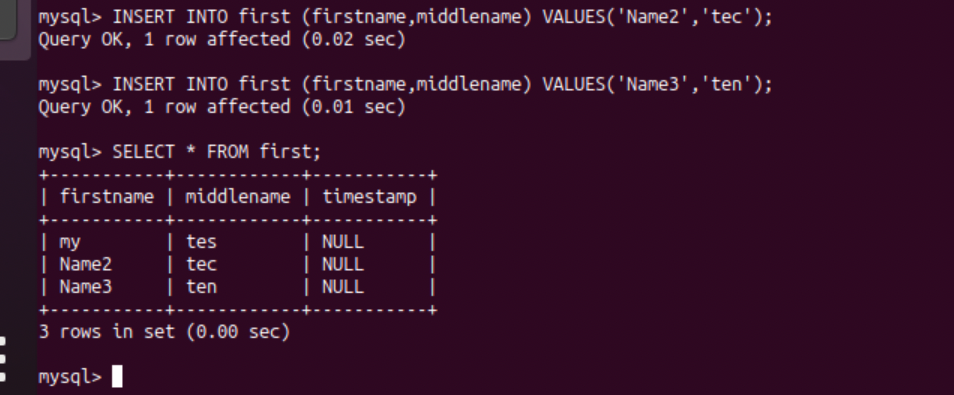 mysql> INSERT INTO first (firstname,middlename) VALUES('Name2','tec');
Query OK, 1 row affected (0.02 sec)
mysql> INSERT INTO first (firstname,middlename) VALUES('Name3','ten');
Query OK, 1 row affected (0.01 sec)
mysql> SELECT * FROM first;
+-----------+------------+-----------+
| firstname | middlename | timestamp |
+-----------+------------+-----------+
| my        | tes        | NULL      |
| Name2     | tec        | NULL      |
| Name3     | ten        | NULL      |
+-----------+------------+-----------+
3 rows in set (0.00 sec)
mysql>